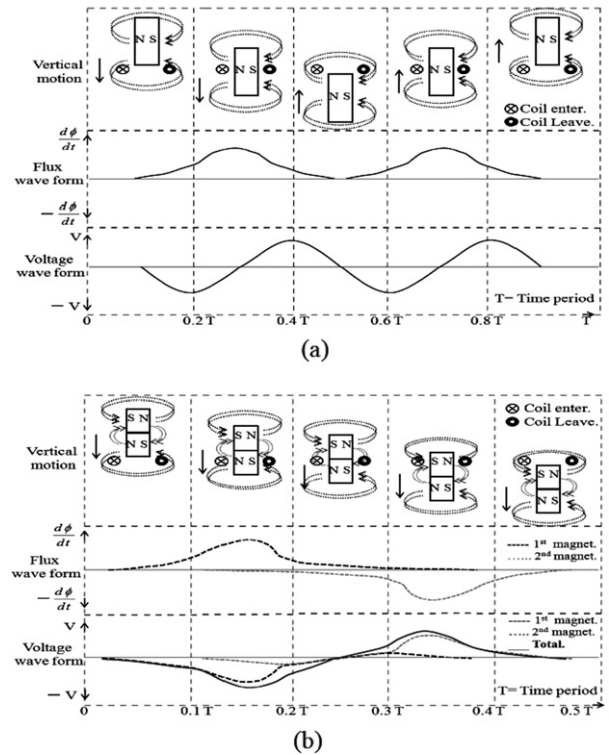 N S
N S
N S
N S
N S
Vertical
motion
⊗ Coil enter.
Coil Leave.
dϕ
dt
Flux
wave form
− dϕ
dt
V
Voltage
wave form
− V
T− Time period
0 0.2 T 0.4 T 0.6 T 0.8 T T
(a)
S N
N S
S N
N S
S N
N S
S N
N S
S N
N S
Vertical
motion
⊗ Coil enter.
Coil Leave.
dϕ
dt
Flux
wave form
− dϕ
dt
1st magnet.
2nd magnet.
V
Voltage
wave form
− V
1st magnet.
2nd magnet.
Total.
T= Time period
0 0.1 T 0.2 T 0.3 T 0.4 T 0.5 T
(b)